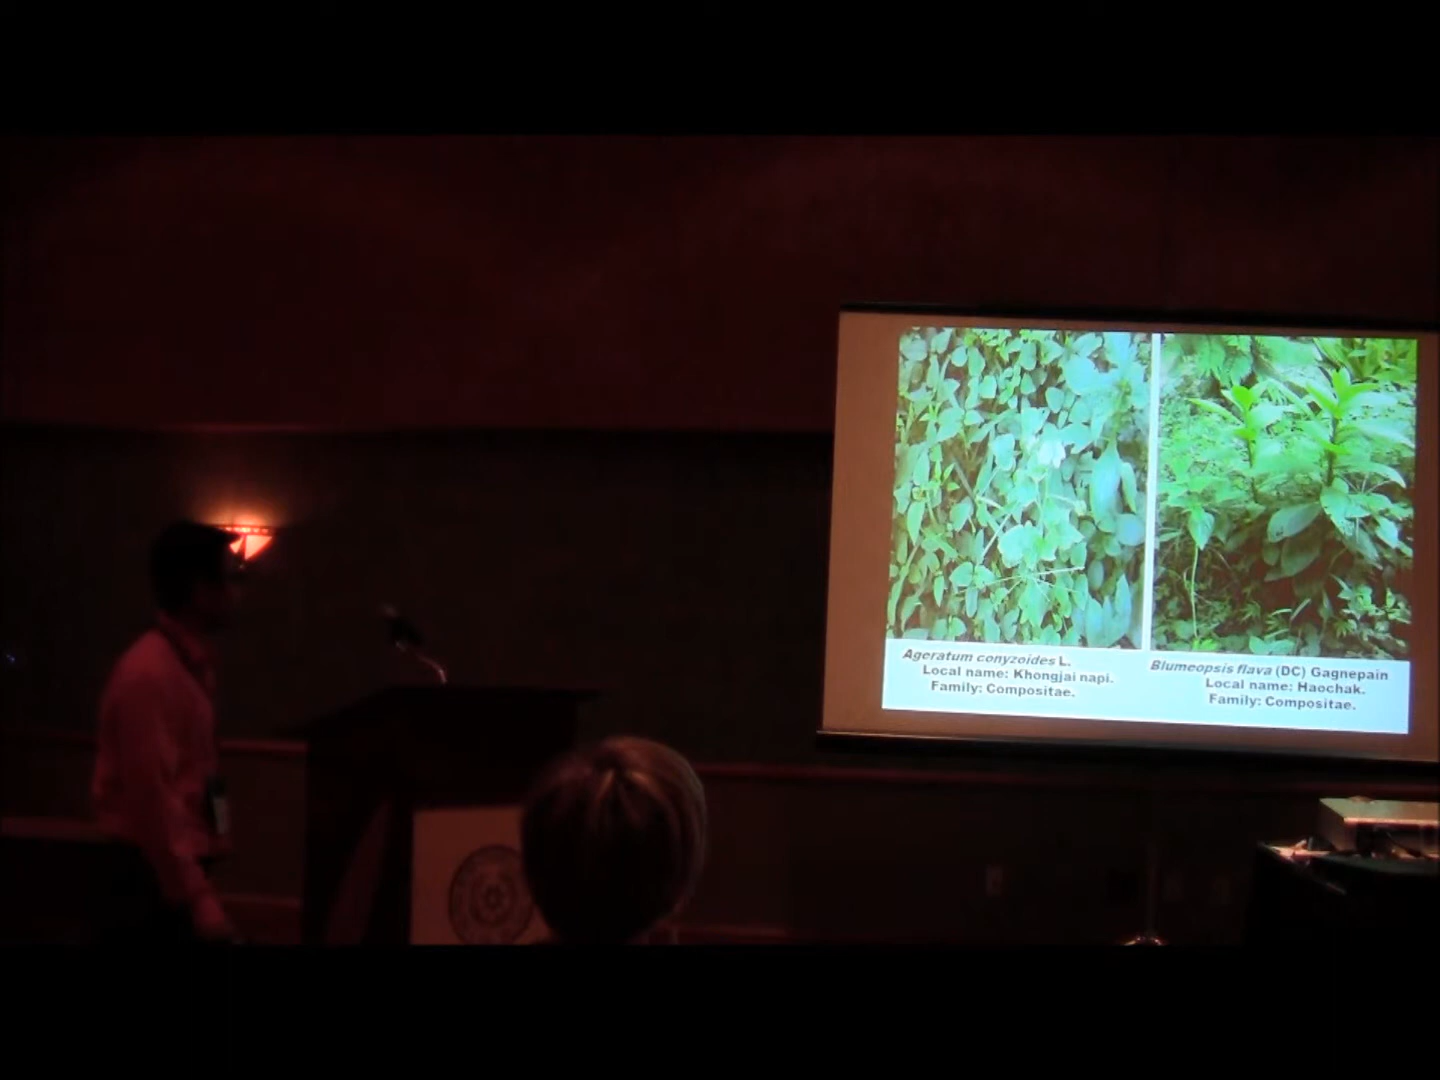 Ageratum conyzoides L.
Local name: Khongjai napi.
Family: Compositae.
Blumeopsis flava (DC) Gagnepain
Local name: Haochak.
Family: Compositae.